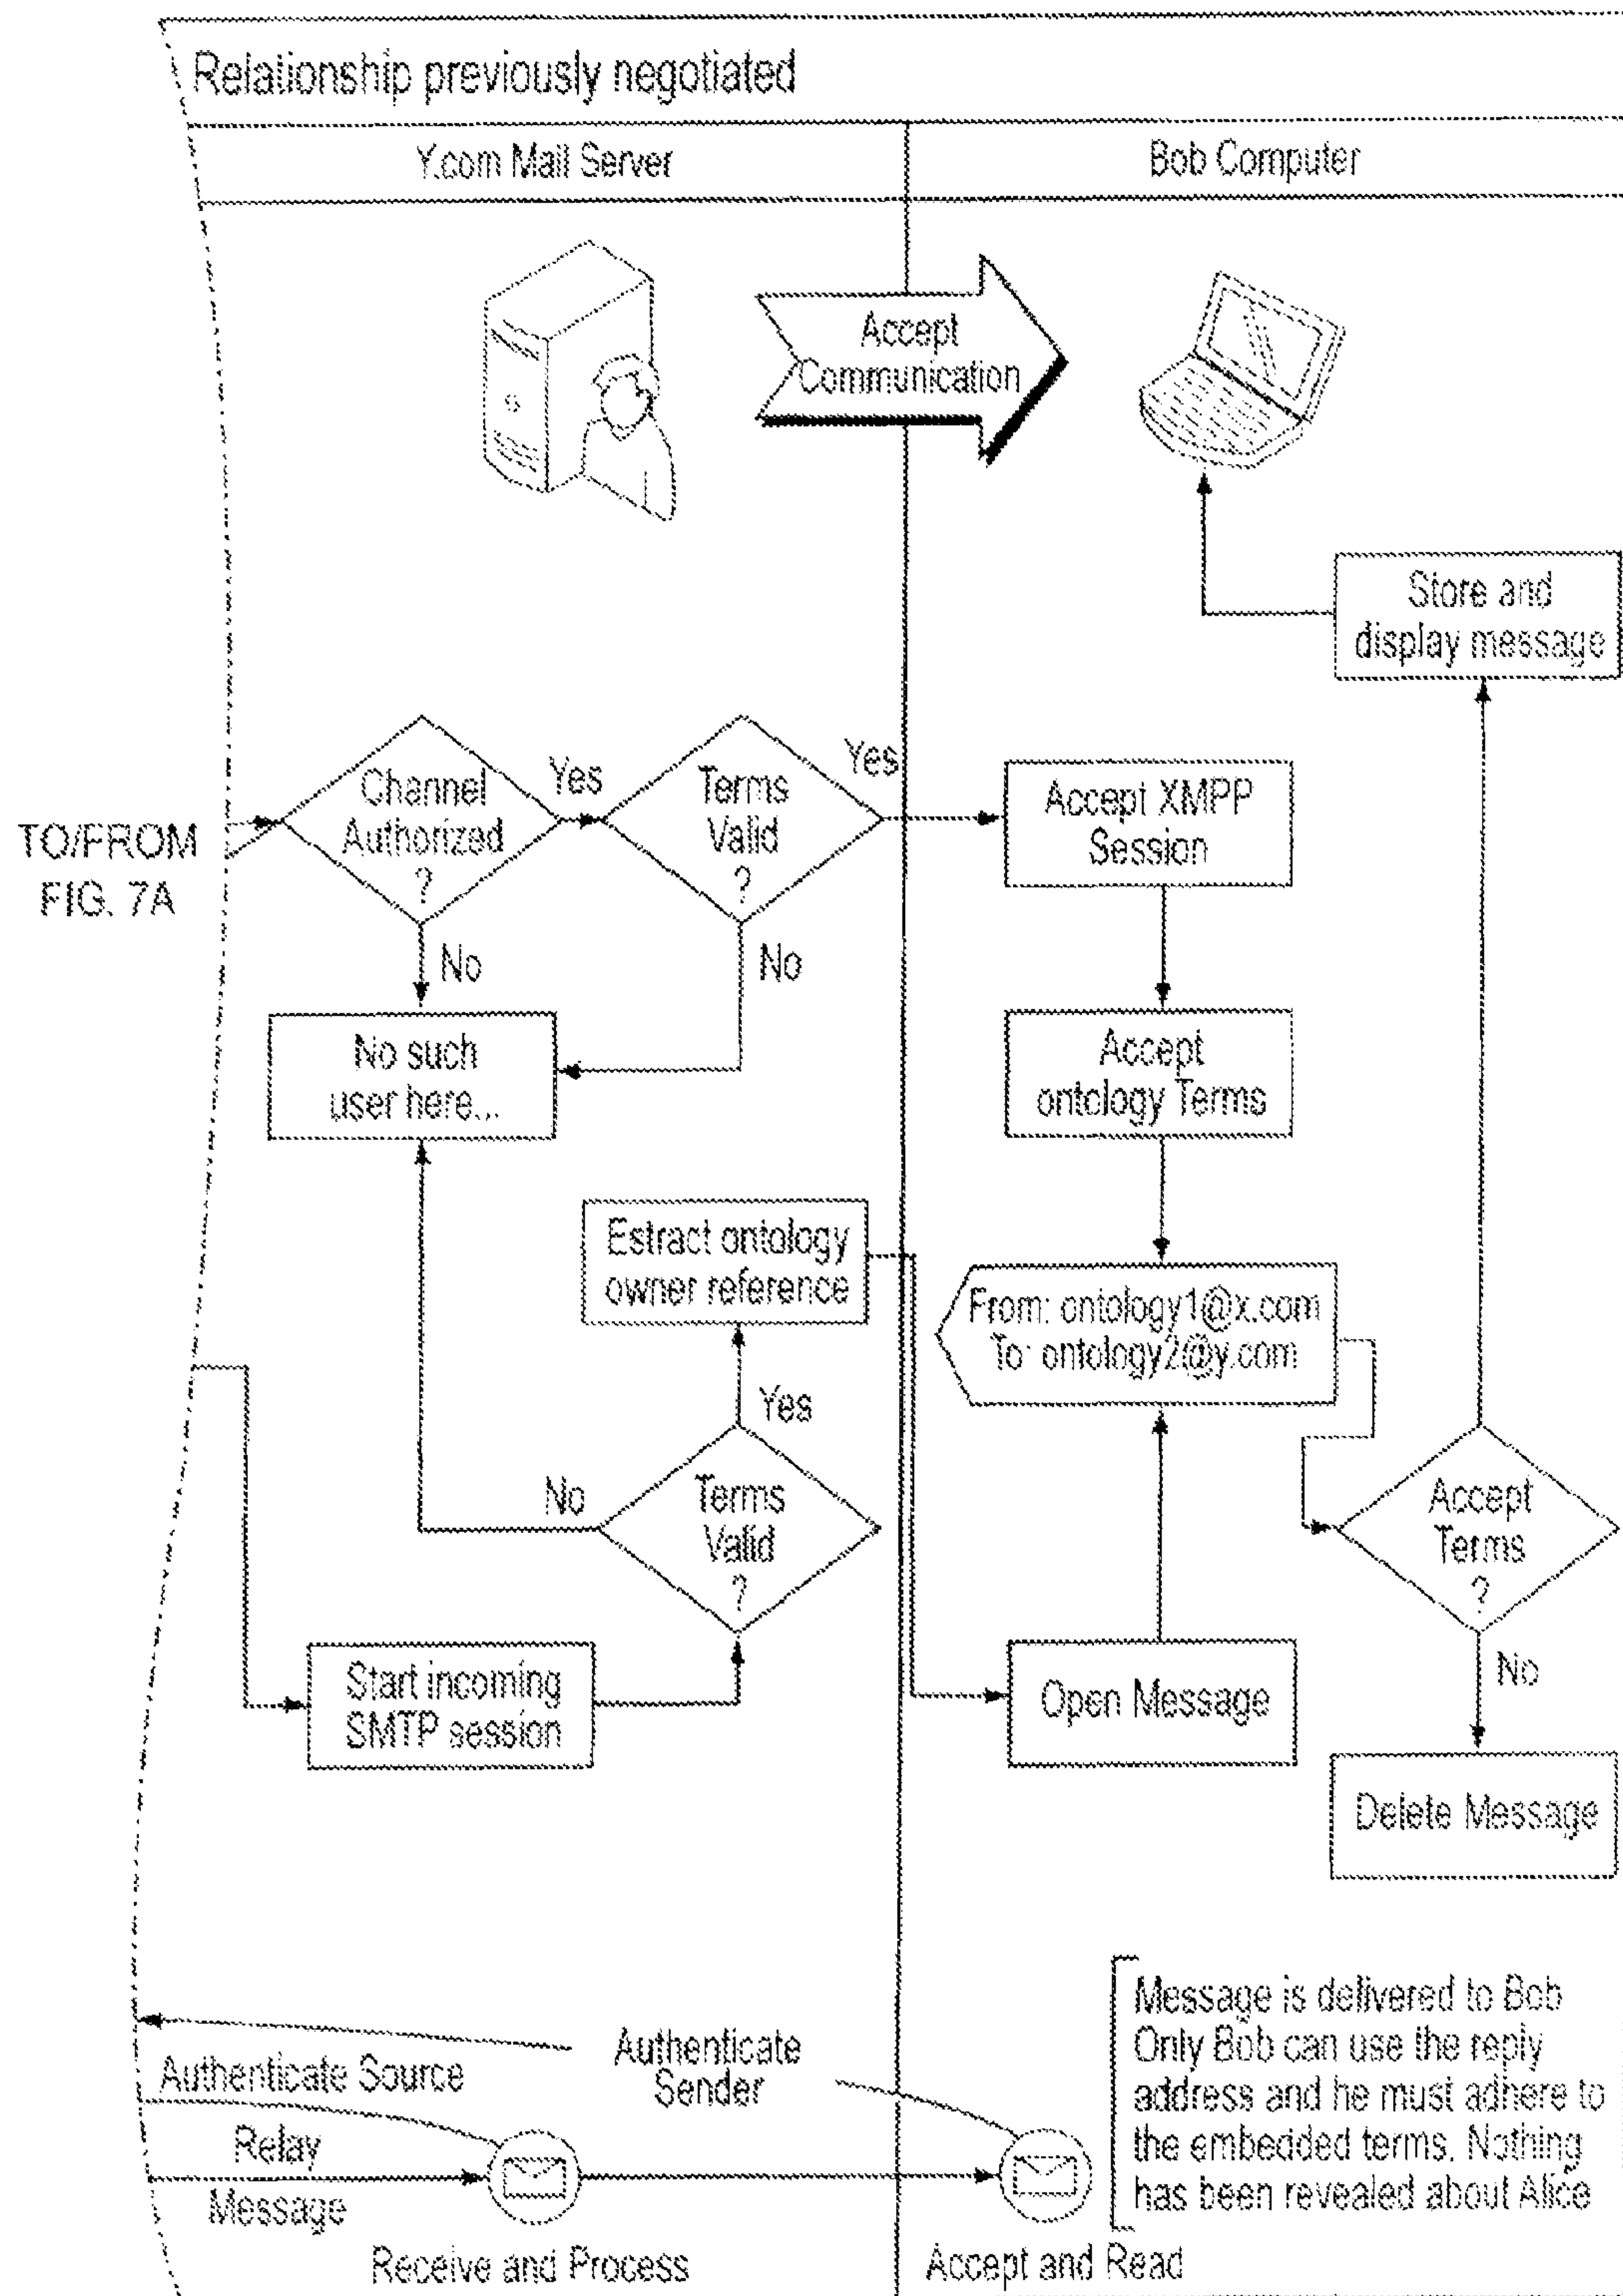 Relationship previously negotiated
Y.com Mail Server
Bob Computer
Accept
Communication
Store and
display message
TO/FROM
FIG. 7A
Channel
Authorized
?
Yes
No
Terms
Valid
?
Yes
No
Accept XMPP
Session
No such
user here...
Accept
ontology Terms
Estract ontology
owner reference
From: ontology1@x.com
To: ontology2@y.com
Yes
No
Terms
Valid
?
Accept
Terms
?
No
Start incoming
SMTP session
Open Message
Delete Message
Authenticate Source
Authenticate
Sender
Relay
Message
Message is delivered to Bob
Only Bob can use the reply
address and he must adhere to
the embedded terms. Nothing
has been revealed about Alice
Receive and Process
Accept and Read